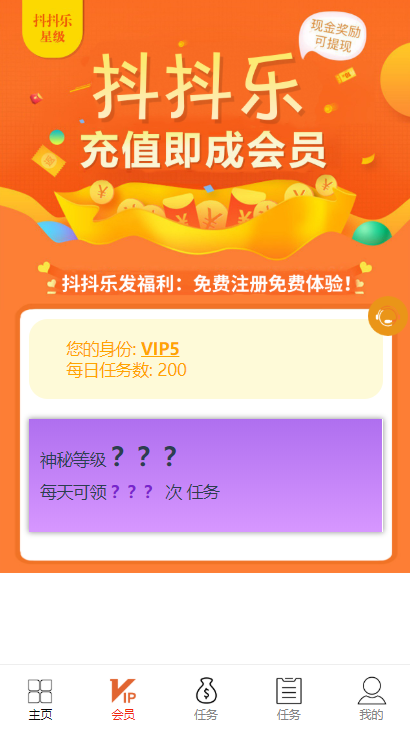 抖抖乐
星级
现金奖励
可提现
抖抖乐
充值即成会员
抖抖乐发福利：免费注册免费体验！
您的身份: VIP5
每日任务数: 200
神秘等级？？？
每天可领？？？ 次 任务
VIP
主页 会员 任务 任务 我的